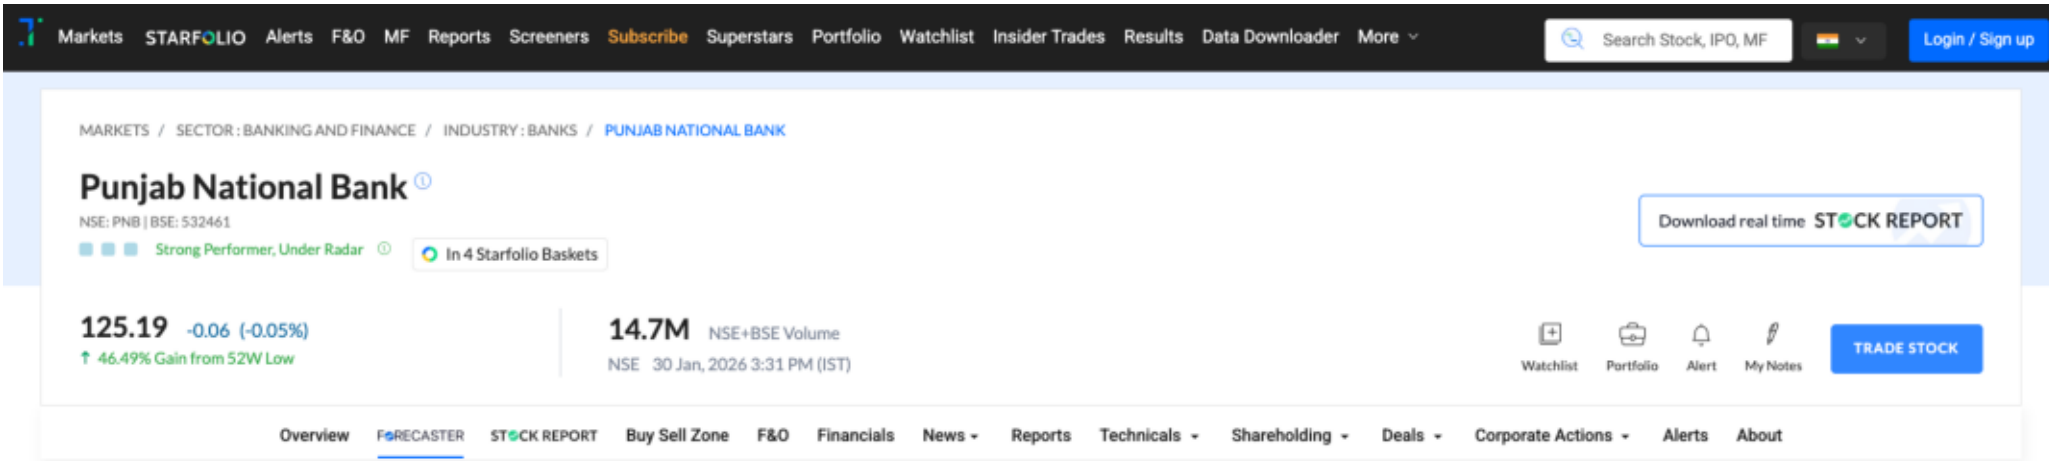 Markets STARFOLIO Alerts F&O MF Reports Screeners Subscribe Superstars Portfolio Watchlist Insider Trades Results Data Downloader More Search Stock, IPO, MF Login / Sign up
MARKETS / SECTOR : BANKING AND FINANCE / INDUSTRY : BANKS / PUNJAB NATIONAL BANK
Punjab National Bank
NSE: PNB | BSE: 532461
Strong Performer, Under Radar In 4 Starfolio Baskets
Download real time STOCK REPORT
125.19 -0.06 (-0.05%)
↑ 46.49% Gain from 52W Low
14.7M NSE+BSE Volume
NSE 30 Jan, 2026 3:31 PM (IST)
Watchlist Portfolio Alert My Notes TRADE STOCK
Overview FORECASTER STOCK REPORT Buy Sell Zone F&O Financials News Reports Technicals Shareholding Deals Corporate Actions Alerts About